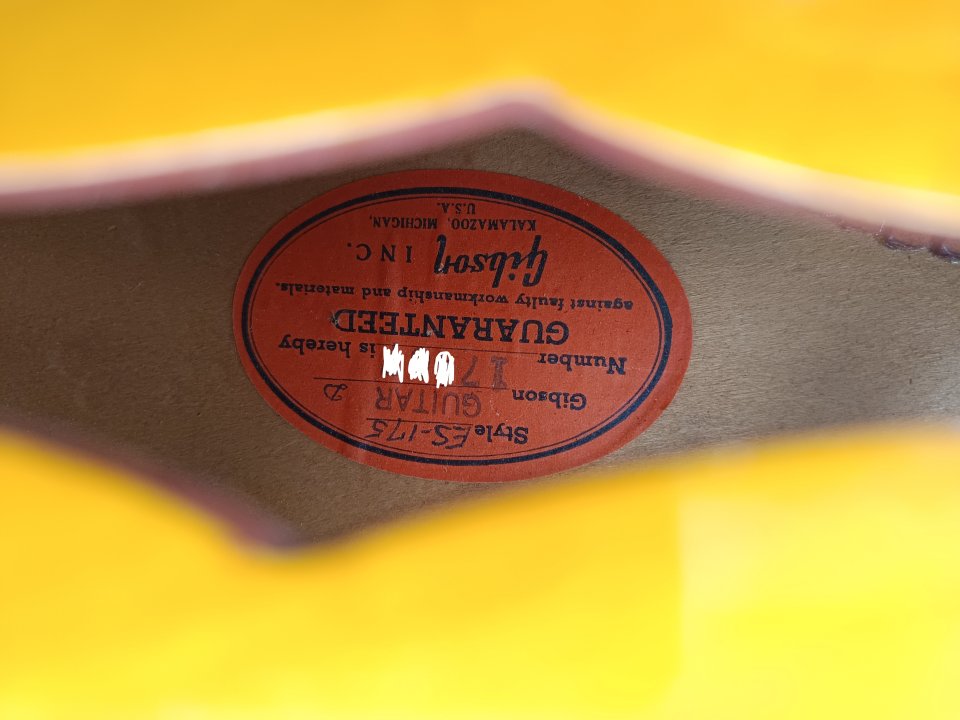 Style ES-175
Gibson GUITAR D
Number 17 is hereby
GUARANTEED
against faulty workmanship and materials.
Gibson INC.
KALAMAZOO, MICHIGAN,
U.S.A.